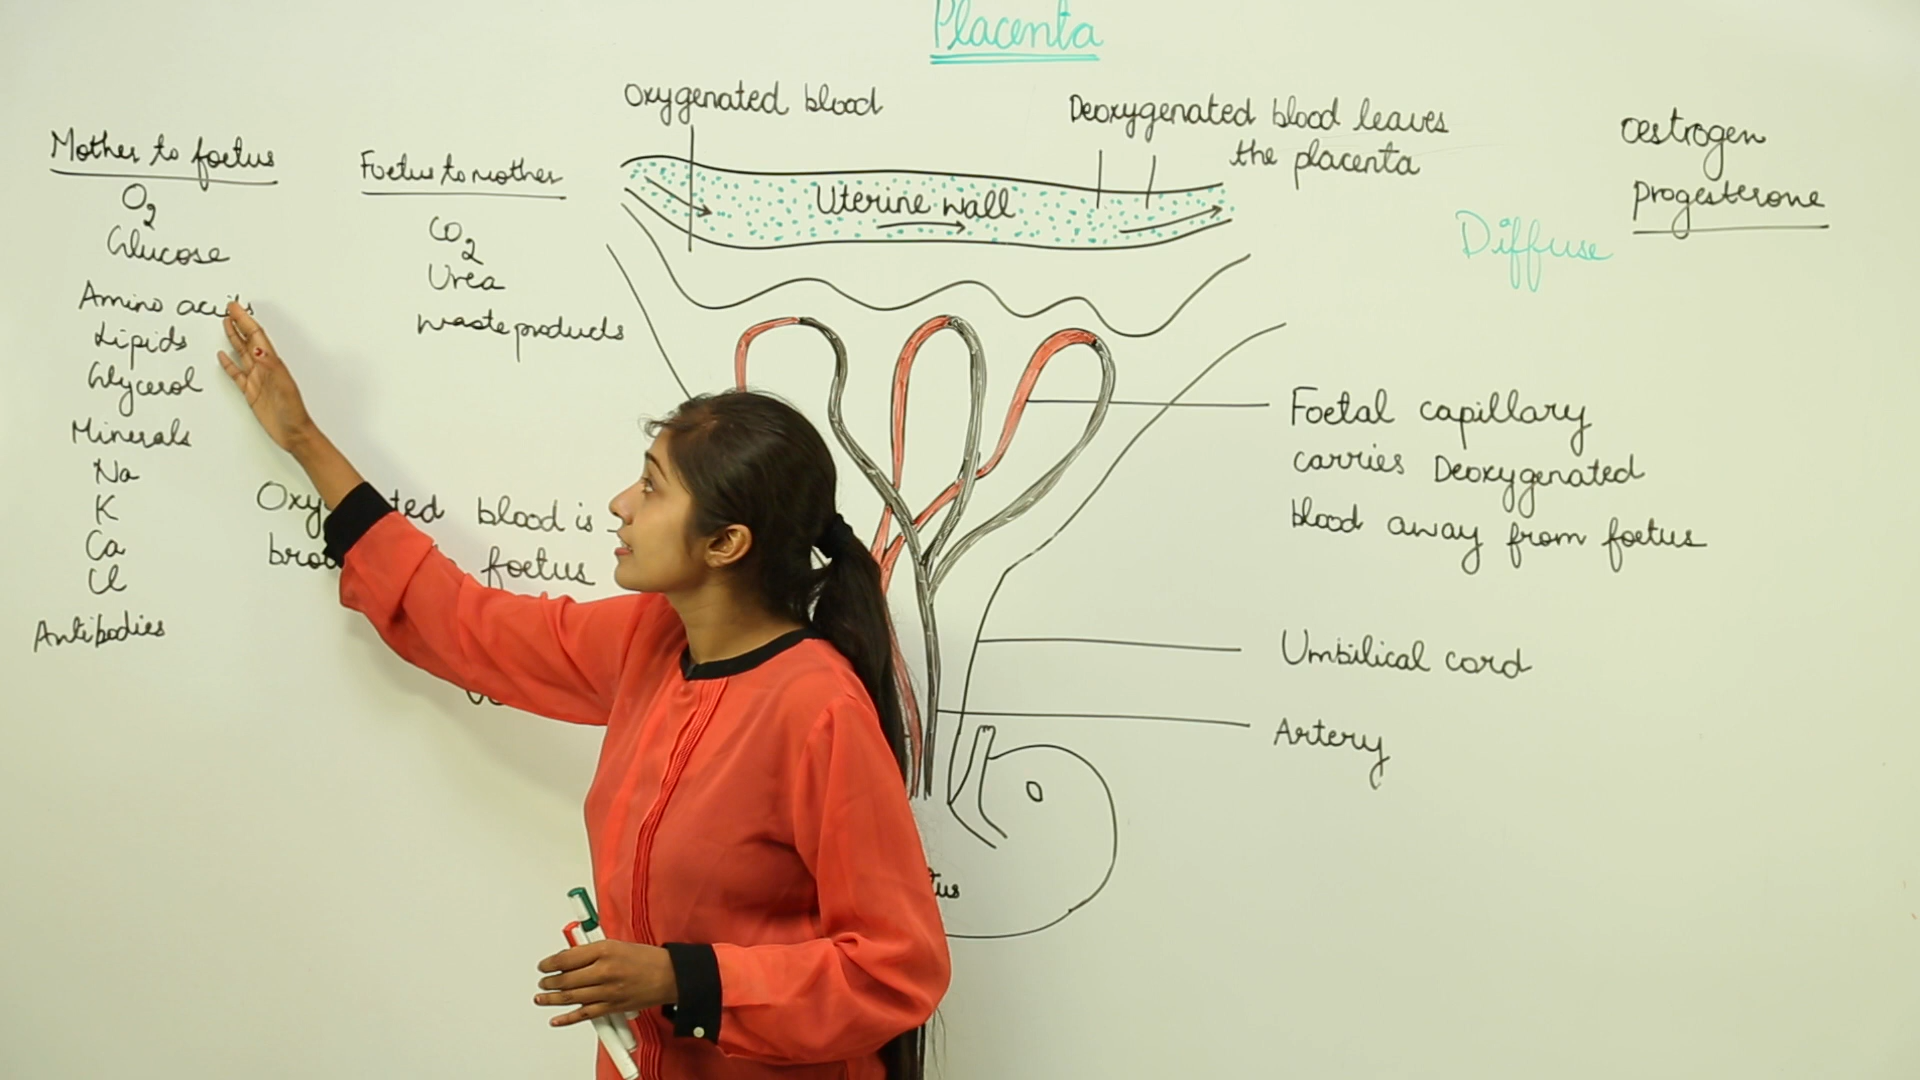 Placenta
Oxygenated blood
Deoxygenated blood leaves
the placenta
Oestrogen
Progesterone
Diffuse
Mother to foetus
O2
Glucose
Amino acids
Lipids
Glycerol
Minerals
Na
K
Ca
Cl
Antibodies
Foetus to mother
CO2
Urea
waste products
Uterine wall
blood is
foetus
Foetal capillary
carries Deoxygenated
blood away from foetus
Umbilical cord
Artery